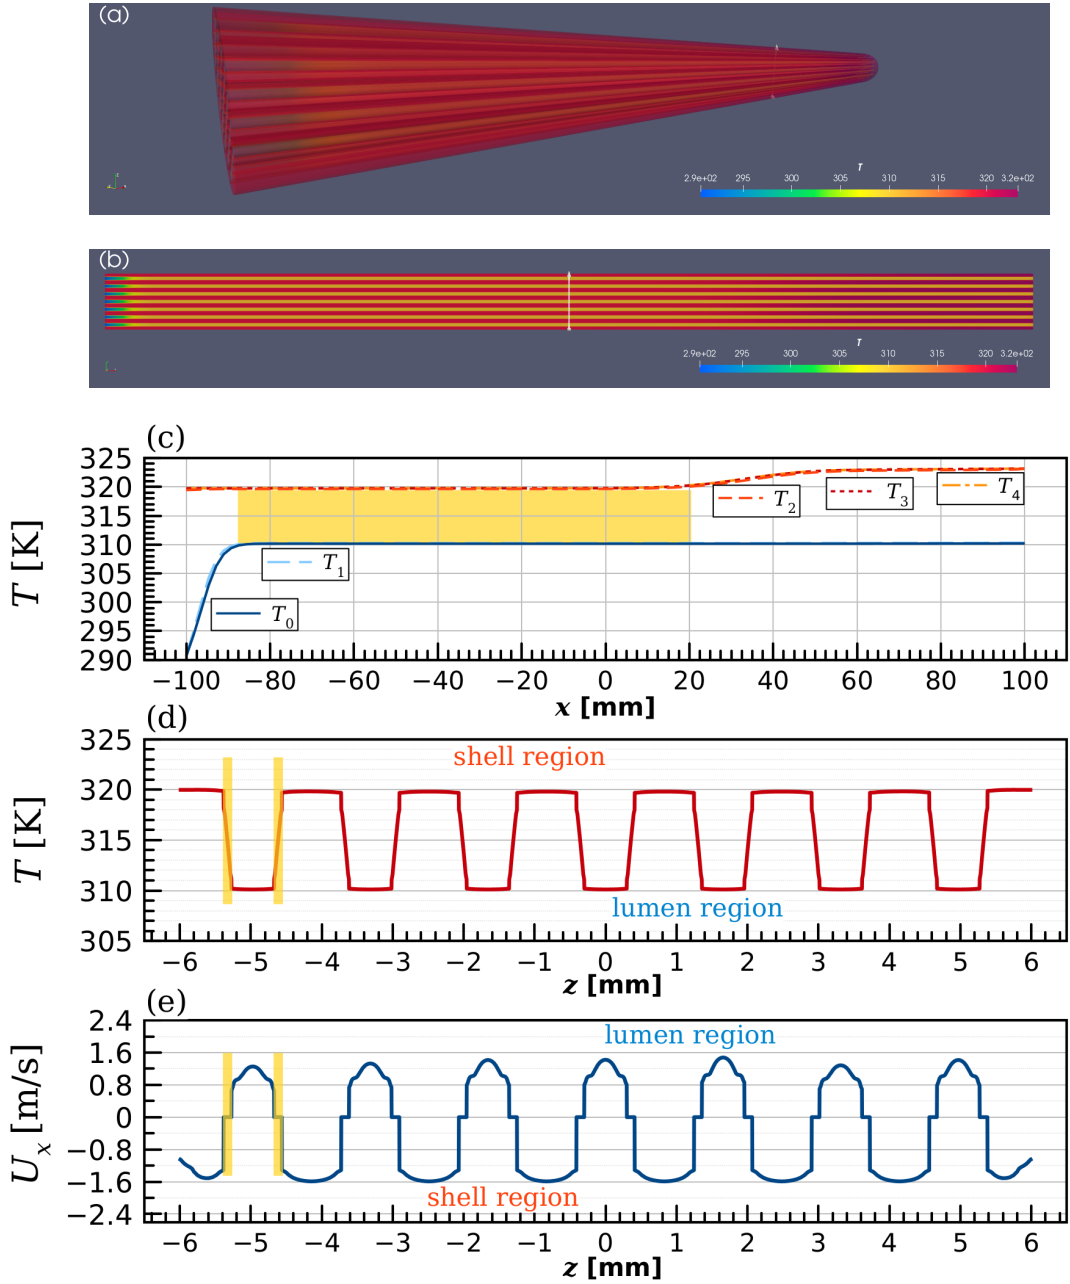 (a)
T
2.9e+02 295 300 305 310 315 320 3.2e+02
(b)
T
2.9e+02 295 300 305 310 315 320 3.2e+02
(c)
T [K]
325
320
315
310
305
300
295
290
T2
T3
T4
T1
T0
−100 −80 −60 −40 −20 0 20 40 60 80 100
x [mm]
(d)
T [K]
325
320
315
310
305
shell region
lumen region
−6 −5 −4 −3 −2 −1 0 1 2 3 4 5 6
z [mm]
(e)
Ux [m/s]
2.4
1.6
0.8
0
−0.8
−1.6
−2.4
lumen region
shell region
−6 −5 −4 −3 −2 −1 0 1 2 3 4 5 6
z [mm]